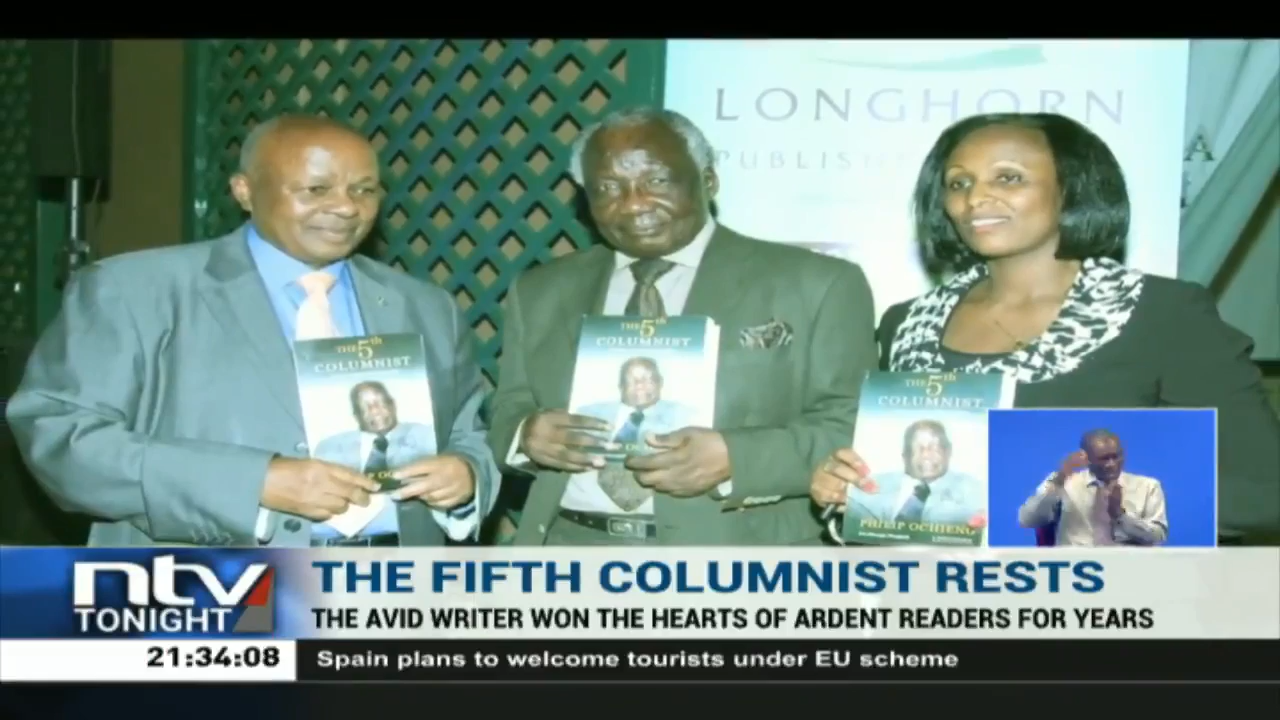 LONGHORN
PUBLISH
THE 5th
COLUMNIST
THE 5th
COLUMNIST
THE 5th
COLUMNIST
PHILIP OCHIENG
ntv
TONIGHT
THE FIFTH COLUMNIST RESTS
THE AVID WRITER WON THE HEARTS OF ARDENT READERS FOR YEARS
21:34:08
Spain plans to welcome tourists under EU scheme